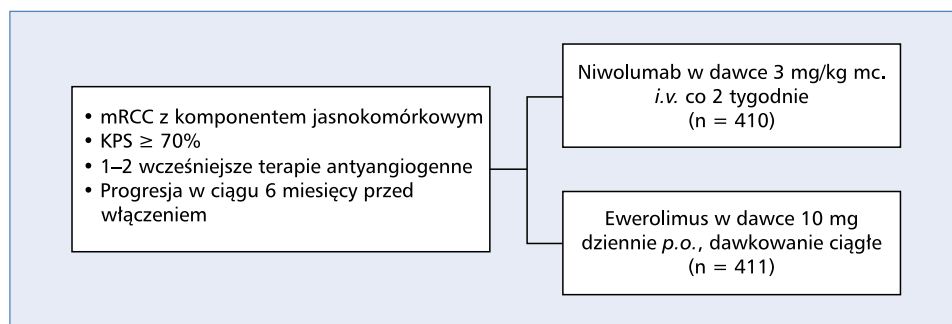 • mRCC z komponentem jasnokomórkowym
• KPS ≥ 70%
• 1–2 wcześniejsze terapie antyangiogenne
• Progresja w ciągu 6 miesięcy przed
włączeniem
Niwolumab w dawce 3 mg/kg mc.
i.v. co 2 tygodnie
(n = 410)
Ewerolimus w dawce 10 mg
dziennie p.o., dawkowanie ciągłe
(n = 411)